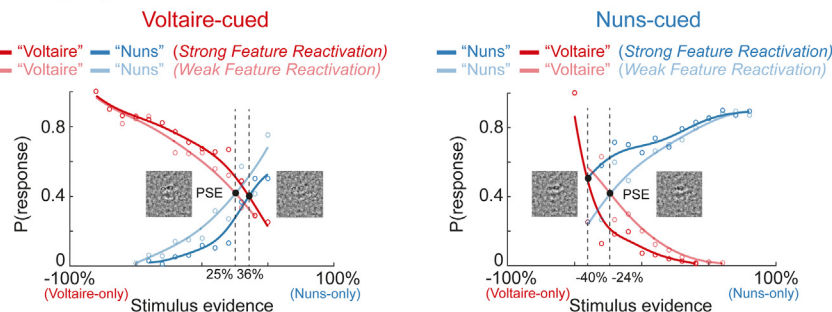 Voltaire-cued
"Voltaire" "Nuns" (Strong Feature Reactivation)
"Voltaire" "Nuns" (Weak Feature Reactivation)
P(response)
0.8
0.4
0
PSE
25% 36%
-100%
(Voltaire-only)
100%
(Nuns-only)
Stimulus evidence
Nuns-cued
"Nuns" "Voltaire" (Strong Feature Reactivation)
"Nuns" "Voltaire" (Weak Feature Reactivation)
P(response)
0.8
0.4
0
PSE
-40% -24%
-100%
(Voltaire-only)
100%
(Nuns-only)
Stimulus evidence